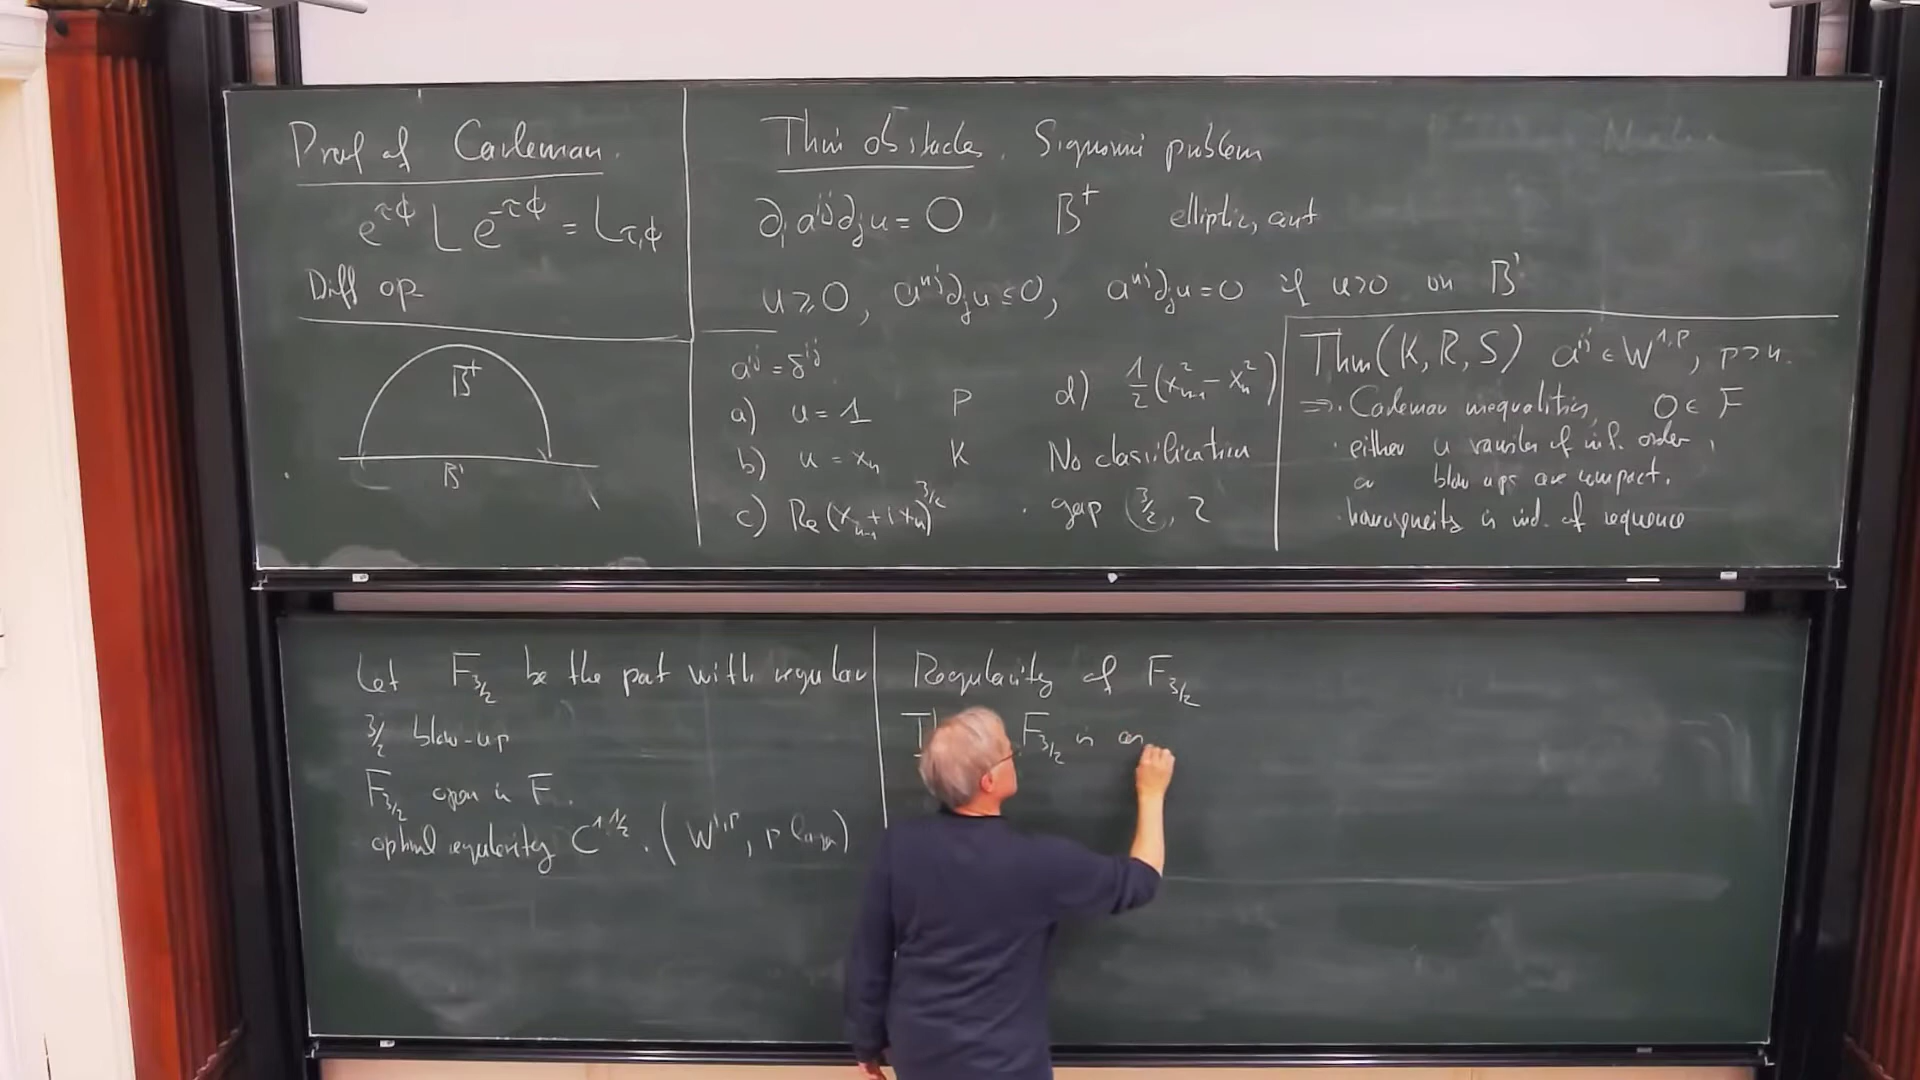 Proof of Carleman.
e^{τϕ} L e^{-τϕ} = L_{τ,ϕ}
Diff op
B^+
B'
Thin obstacles. Signorini problem
∂_i a^{ij} ∂_j u = 0 B^+ elliptic, cont
u ≥ 0, a^{nj} ∂_j u ≤ 0, a^{nj} ∂_j u = 0 if u > 0 on B'
a^{ij} = δ^{ij}
a) u = 1 P
b) u = x_n K
c) Re (x_{n-1} + i x_n)^{3/2}
d) 1/2 (x_{n-1}^2 - x_n^2)
No classification
· gap (3/2, 2
Thm (K, R, S) a^{ij} ∈ W^{1,p}, p > n.
⇒ · Carleman inequalities, 0 ∈ F
· either u vanishes of inf. order,
or blow ups are compact.
· homogeneity is ind. of sequence
Let F_{3/2} be the part with regular
3/2 blow-up
F_{3/2} open in F.
optimal regularity C^{1,1/2}. (W^{1,p}, p large)
Regularity of F_{3/2}
F_{3/2} is an